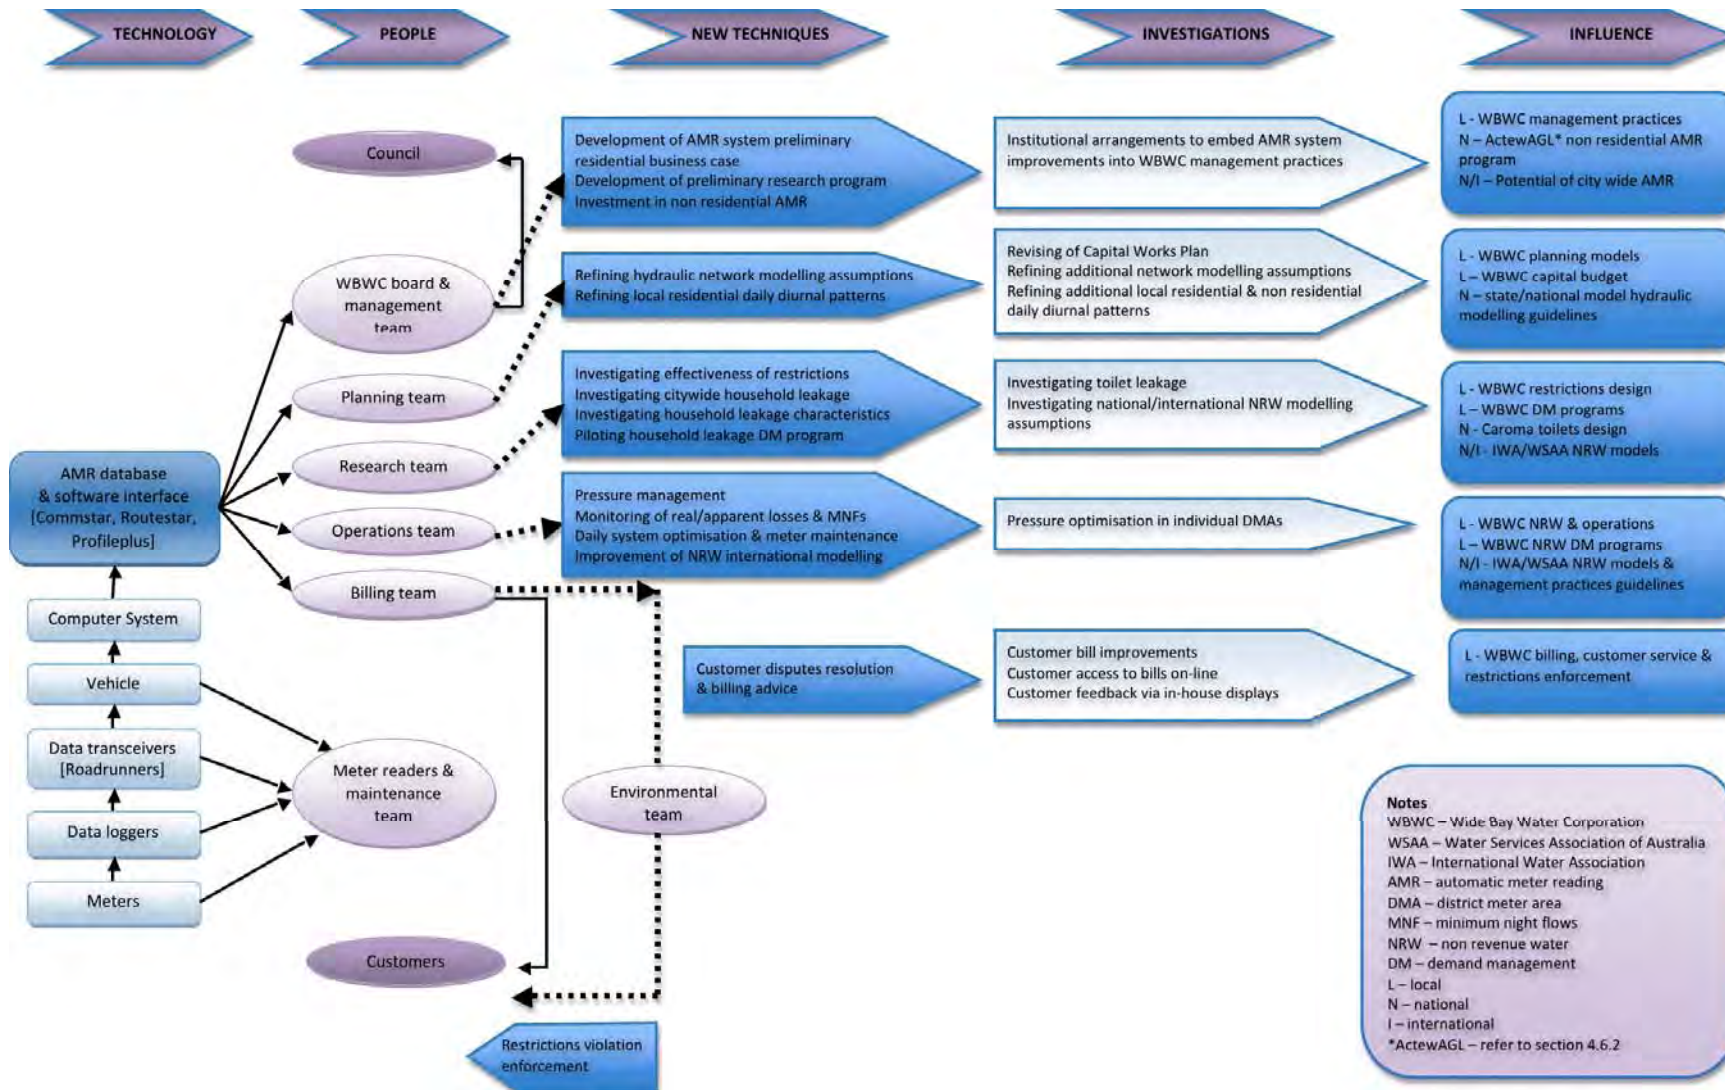 TECHNOLOGY
PEOPLE
NEW TECHNIQUES
INVESTIGATIONS
INFLUENCE
Council
WBWC board &
management
team
Planning team
Research team
Operations team
Billing team
AMR database
& software interface
[Commstar, Routestar,
Profileplus]
Computer System
Vehicle
Data transceivers
[Roadrunners]
Data loggers
Meters
Meter readers &
maintenance
team
Customers
Environmental
team
Restrictions violation
enforcement
Development of AMR system preliminary
residential business case
Development of preliminary research program
Investment in non residential AMR
Refining hydraulic network modelling assumptions
Refining local residential daily diurnal patterns
Investigating effectiveness of restrictions
Investigating citywide household leakage
Investigating household leakage characteristics
Piloting household leakage DM program
Pressure management
Monitoring of real/apparent losses & MNFs
Daily system optimisation & meter maintenance
Improvement of NRW international modelling
Customer disputes resolution
& billing advice
Institutional arrangements to embed AMR system
improvements into WBWC management practices
Revising of Capital Works Plan
Refining additional network modelling assumptions
Refining additional local residential & non residential
daily diurnal patterns
Investigating toilet leakage
Investigating national/international NRW modelling
assumptions
Pressure optimisation in individual DMAs
Customer bill improvements
Customer access to bills on-line
Customer feedback via in-house displays
L - WBWC management practices
N – ActewAGL* non residential AMR
program
N/I – Potential of city wide AMR
L - WBWC planning models
L – WBWC capital budget
N – state/national model hydraulic
modelling guidelines
L - WBWC restrictions design
L – WBWC DM programs
N - Caroma toilets design
N/I - IWA/WSAA NRW models
L - WBWC NRW & operations
L – WBWC NRW DM programs
N/I - IWA/WSAA NRW models &
management practices guidelines
L - WBWC billing, customer service &
restrictions enforcement
Notes
WBWC – Wide Bay Water Corporation
WSAA – Water Services Association of Australia
IWA – International Water Association
AMR – automatic meter reading
DMA – district meter area
MNF – minimum night flows
NRW – non revenue water
DM – demand management
L – local
N – national
I – international
*ActewAGL – refer to section 4.6.2